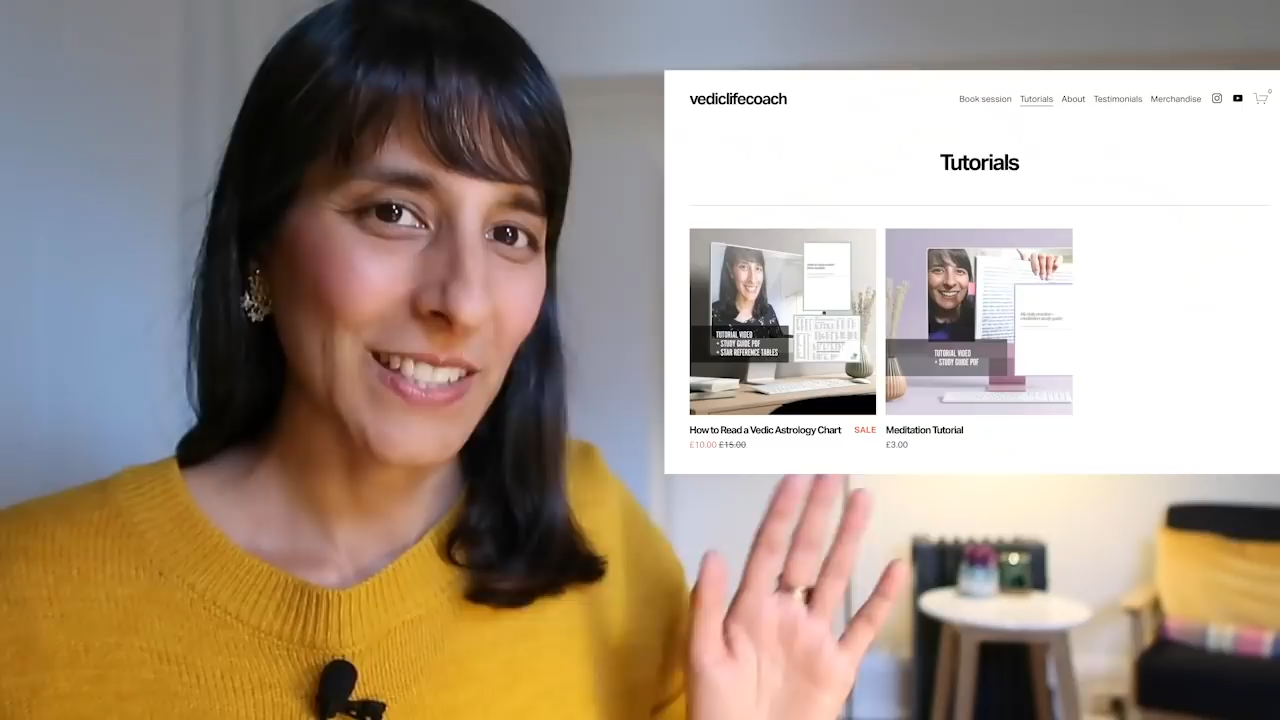 vediclifecoach
Book session Tutorials About Testimonials Merchandise
0
Tutorials
TUTORIAL VIDEO
+ STUDY GUIDE PDF
+ STAR REFERENCE TABLES
TUTORIAL VIDEO
+ STUDY GUIDE PDF
How to Read a Vedic Astrology Chart SALE
£10.00 £15.00
Meditation Tutorial
£3.00